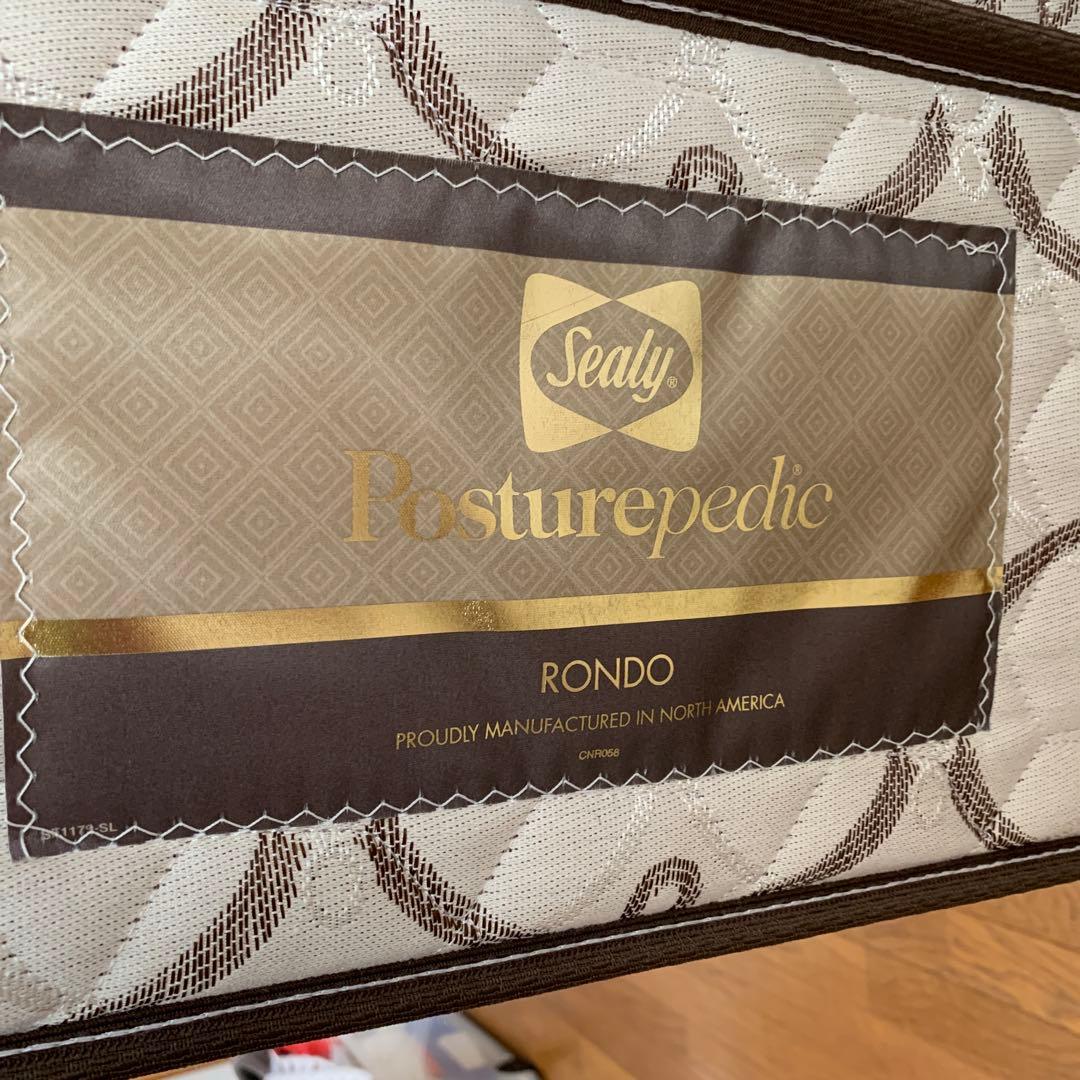 Sealy®
Posturepedic®
RONDO
PROUDLY MANUFACTURED IN NORTH AMERICA
CNR058